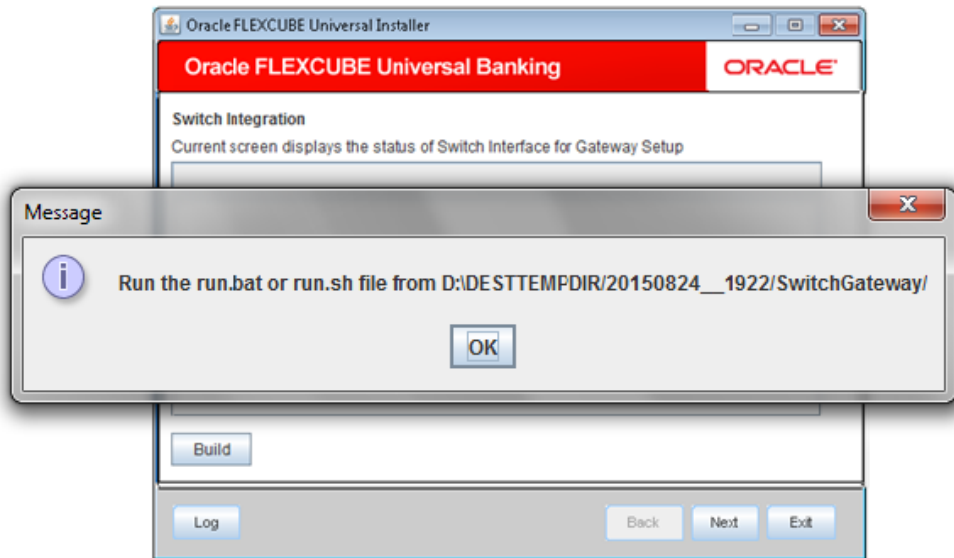 Oracle FLEXCUBE Universal Installer
Oracle FLEXCUBE Universal Banking
ORACLE
Switch Integration
Current screen displays the status of Switch Interface for Gateway Setup
Message
Run the run.bat or run.sh file from D:\DESTTEMPDIR/20150824__1922/SwitchGateway/
OK
Build
Log Back Next Exit